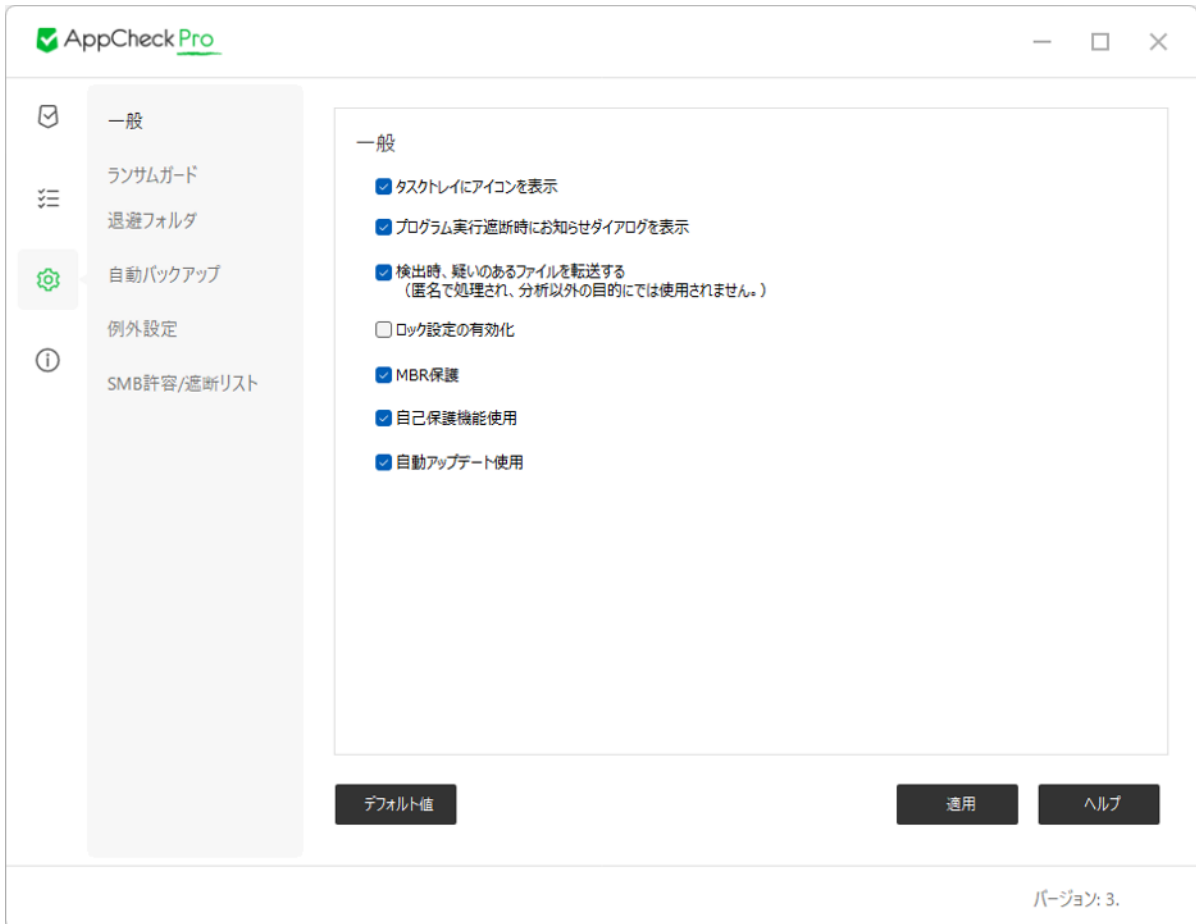 AppCheck Pro
一般
ランサムガード
退避フォルダ
自動バックアップ
例外設定
SMB許容/遮断リスト
一般
タスクトレイにアイコンを表示
プログラム実行遮断時にお知らせダイアログを表示
検出時、疑いのあるファイルを転送する
（匿名で処理され、分析以外の目的にでは使用されません。）
ロック設定の有効化
MBR保護
自己保護機能使用
自動アップデート使用
デフォルト値
適用
ヘルプ
バージョン: 3.